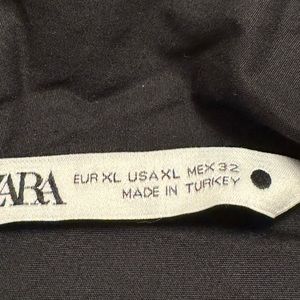 ZARA
EUR XL USA XL MEX 32
MADE IN TURKEY